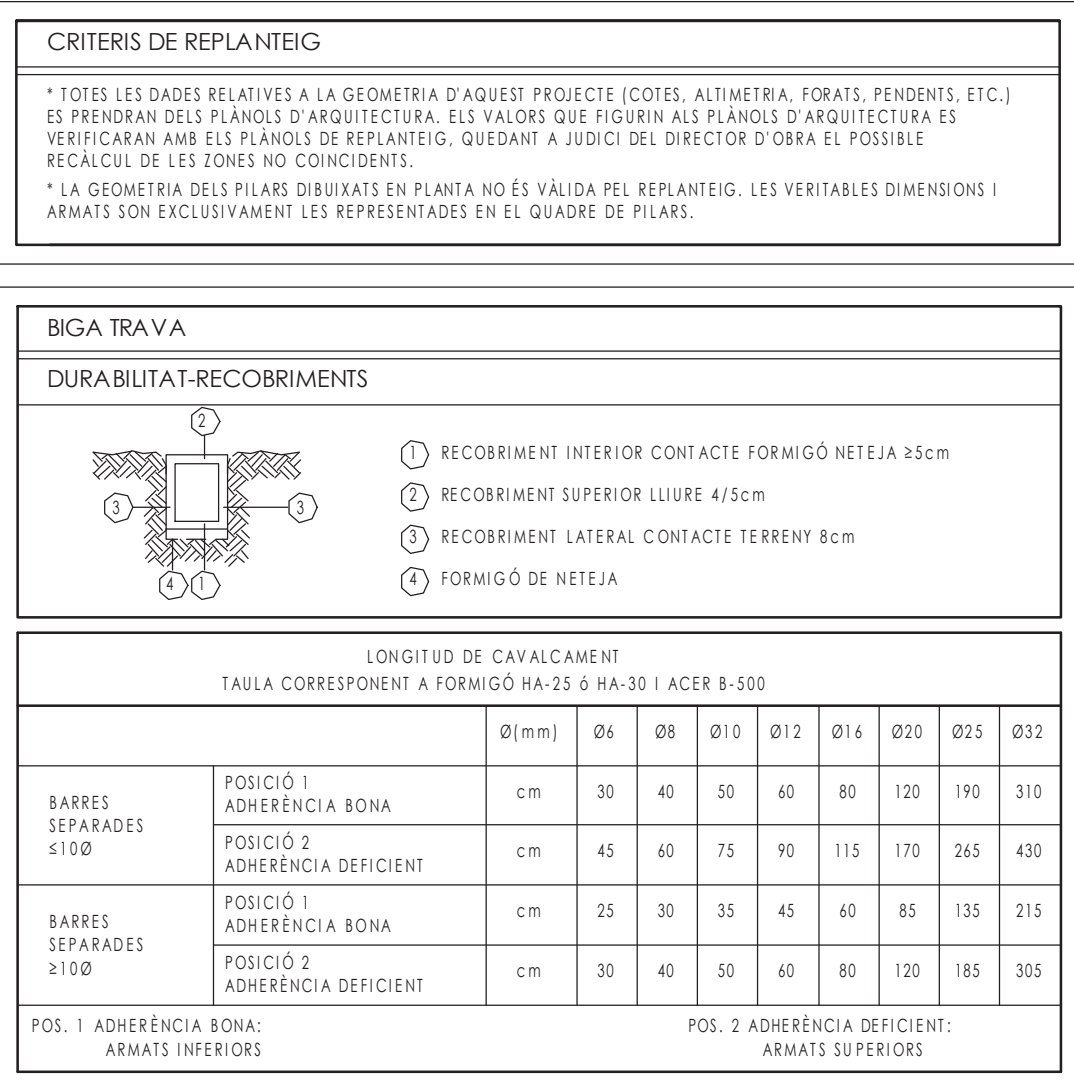 CRITERIS DE REPLANTEIG
* TOTES LES DADES RELATIVES A LA GEOMETRIA D'AQUEST PROJECTE (COTES, ALTIMETRIA, FORATS, PENDENTS, ETC.)
ES PRENDRAN DELS PLÀNOLS D'ARQUITECTURA. ELS VALORS QUE FIGURIN ALS PLÀNOLS D'ARQUITECTURA ES
VERIFICARAN AMB ELS PLÀNOLS DE REPLANTEIG, QUEDANT A JUDICI DEL DIRECTOR D'OBRA EL POSSIBLE
RECÀLCUL DE LES ZONES NO COINCIDENTS.
* LA GEOMETRIA DELS PILARS DIBUIXATS EN PLANTA NO ÉS VÀLIDA PEL REPLANTEIG. LES VERITABLES DIMENSIONS I
ARMATS SON EXCLUSIVAMENT LES REPRESENTADES EN EL QUADRE DE PILARS.
BIGA TRAVA
DURABILITAT-RECOBRIMENTS
2
3 3
4 1
1 RECOBRIMENT INTERIOR CONTACTE FORMIGÓ NETEJA ≥5cm
2 RECOBRIMENT SUPERIOR LLIURE 4/5cm
3 RECOBRIMENT LATERAL CONTACTE TERRENY 8cm
4 FORMIGÓ DE NETEJA
LONGITUD DE CAVALCAMENT
TAULA CORRESPONENT A FORMIGÓ HA-25 ó HA-30 I ACER B-500
Ø(mm) Ø6 Ø8 Ø10 Ø12 Ø16 Ø20 Ø25 Ø32
BARRES
SEPARADES
≤10Ø
POSICIÓ 1
ADHERÈNCIA BONA
cm 30 40 50 60 80 120 190 310
POSICIÓ 2
ADHERÈNCIA DEFICIENT
cm 45 60 75 90 115 170 265 430
BARRES
SEPARADES
≥10Ø
POSICIÓ 1
ADHERÈNCIA BONA
cm 25 30 35 45 60 85 135 215
POSICIÓ 2
ADHERÈNCIA DEFICIENT
cm 30 40 50 60 80 120 185 305
POS. 1 ADHERÈNCIA BONA:
ARMATS INFERIORS
POS. 2 ADHERÈNCIA DEFICIENT:
ARMATS SUPERIORS